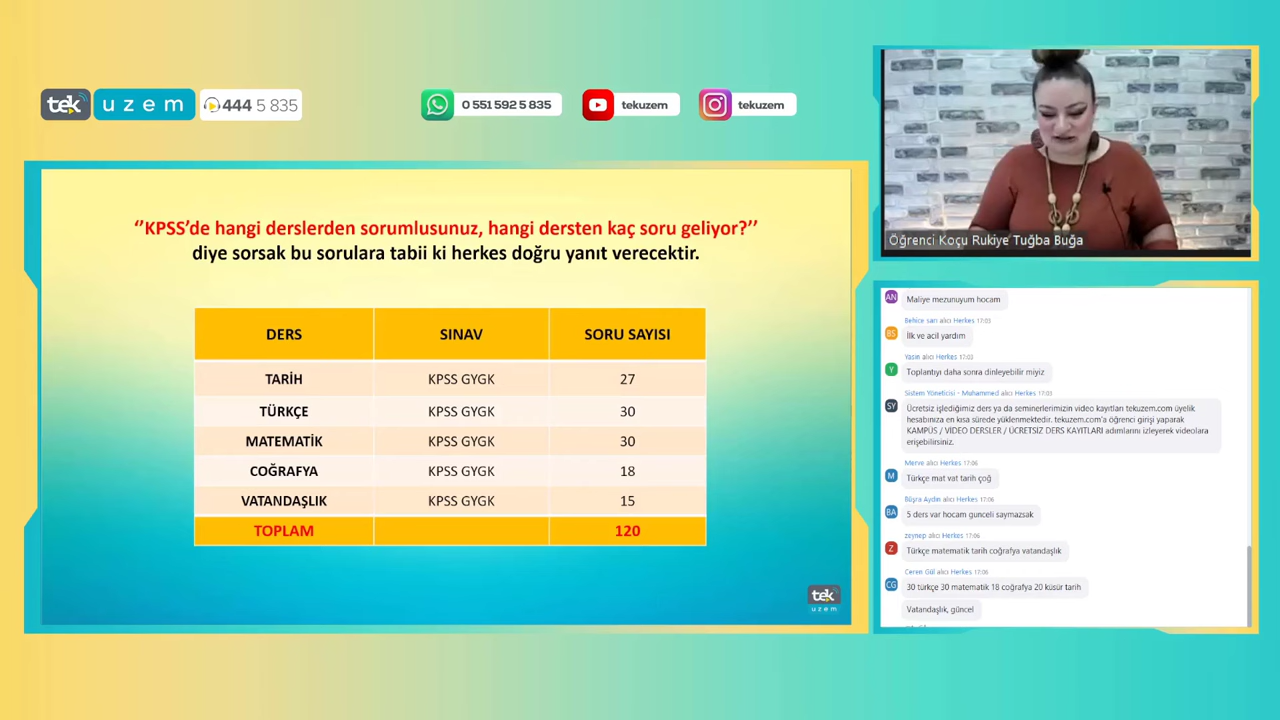 tek uzem 444 5 835
0 551 592 5 835
tekuzem
tekuzem
‘’KPSS’de hangi derslerden sorumlusunuz, hangi dersten kaç soru geliyor?’’
diye sorsak bu sorulara tabii ki herkes doğru yanıt verecektir.
DERS SINAV SORU SAYISI
TARİH KPSS GYGK 27
TÜRKÇE KPSS GYGK 30
MATEMATİK KPSS GYGK 30
COĞRAFYA KPSS GYGK 18
VATANDAŞLIK KPSS GYGK 15
TOPLAM 120
tek
uzem
Öğrenci Koçu Rukiye Tuğba Buğa
AN Maliye mezunuyum hocam
Behice sarı alıcı Herkes 17:03
BS İlk ve acil yardım
Yasin alıcı Herkes 17:03
Y Toplantıyı daha sonra dinleyebilir miyiz
Sistem Yöneticisi - Muhammed alıcı Herkes 17:03
SY Ücretsiz işlediğimiz ders ya da seminerlerimizin video kayıtları tekuzem.com üyelik
hesabınıza en kısa sürede yüklenmektedir. tekuzem.com'a öğrenci girişi yaparak
KAMPÜS / VİDEO DERSLER / ÜCRETSİZ DERS KAYITLARI adımlarını izleyerek videolara
erişebilirsiniz.
Merve alıcı Herkes 17:06
M Türkçe mat vat tarih çoğ
Büşra Aydın alıcı Herkes 17:06
BA 5 ders var hocam gunceli saymazsak
zeynep alıcı Herkes 17:06
Z Türkçe matematik tarih coğrafya vatandaşlık
Ceren Gül alıcı Herkes 17:06
CG 30 türkçe 30 matematik 18 coğrafya 20 küsür tarih
Vatandaşlık, güncel